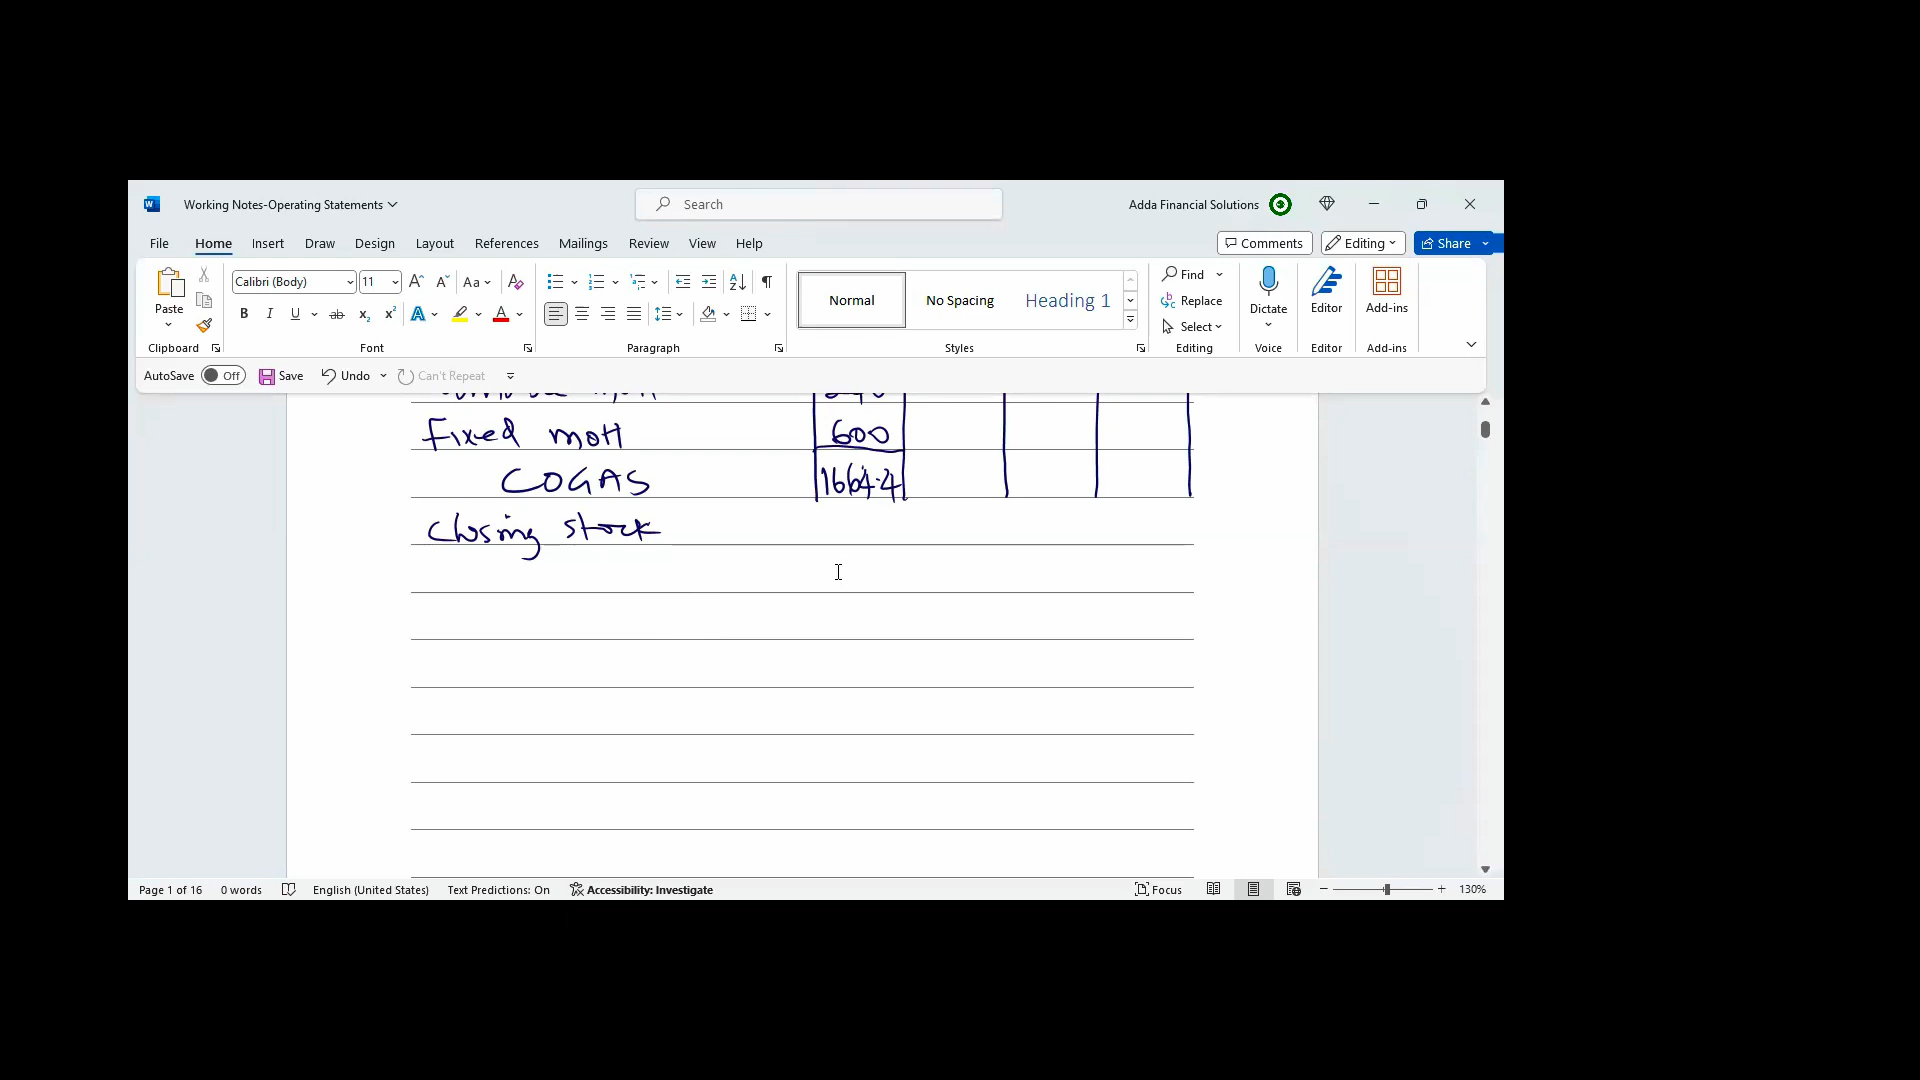 Working Notes-Operating Statements
Search
Adda Financial Solutions
File Home Insert Draw Design Layout References Mailings Review View Help
Comments Editing Share
Paste
Calibri (Body) 11
Normal No Spacing Heading 1
Find
Replace
Select
Dictate Editor Add-ins
Clipboard Font Paragraph Styles Editing Voice Editor Add-ins
AutoSave Off Save Undo Can't Repeat
Fixed moH 600
COGAS 1664.4
Closing stock
Page 1 of 16 0 words English (United States) Text Predictions: On Accessibility: Investigate Focus 130%